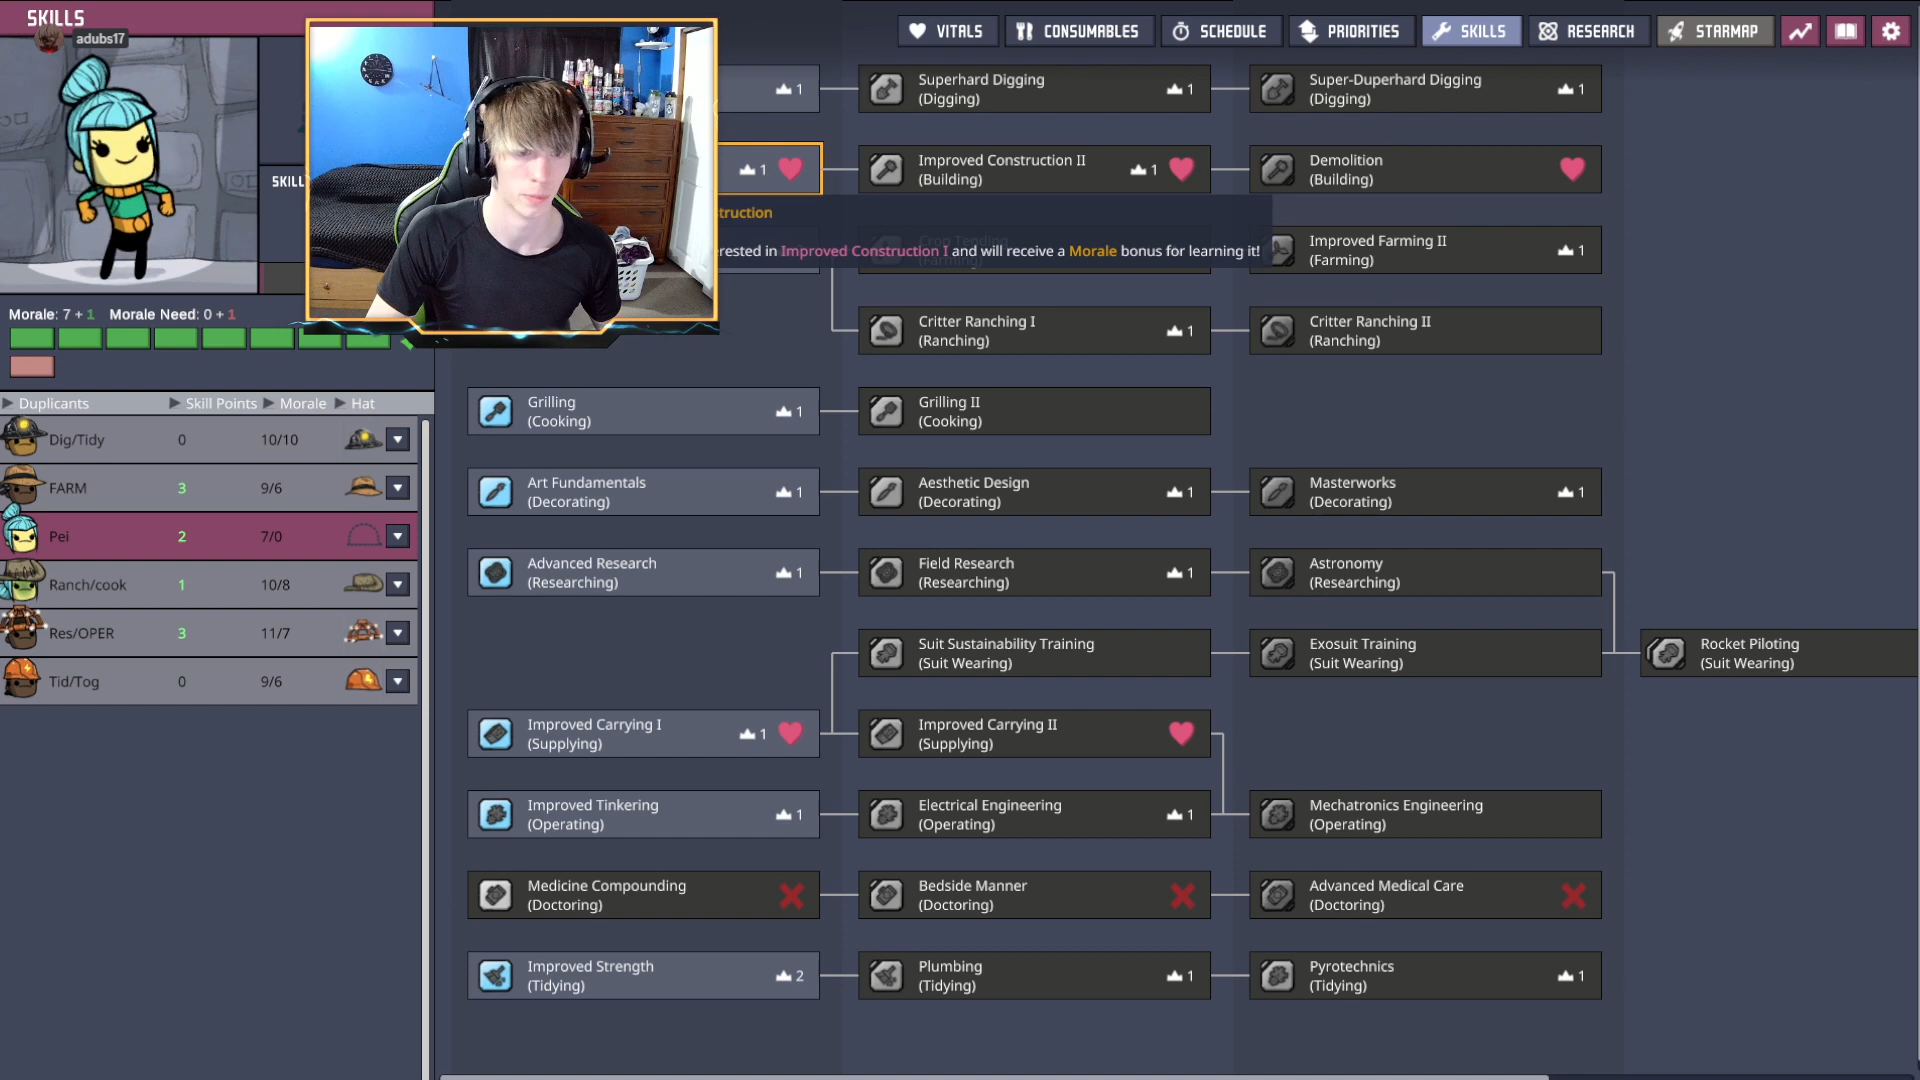 SKILLS
adubs17
VITALS
CONSUMABLES
SCHEDULE
PRIORITIES
SKILLS
RESEARCH
STARMAP
1
Superhard Digging
(Digging)
1
Super-Duperhard Digging
(Digging)
1
SKILL
1
Improved Construction II
(Building)
1
Demolition
(Building)
struction
erested in Improved Construction I and will receive a Morale bonus for learning it!
Improved Farming II
(Farming)
1
Critter Ranching I
(Ranching)
1
Critter Ranching II
(Ranching)
Morale: 7 + 1 Morale Need: 0 + 1
Duplicants Skill Points Morale Hat
Dig/Tidy 0 10/10
FARM 3 9/6
Pei 2 7/0
Ranch/cook 1 10/8
Res/OPER 3 11/7
Tid/Tog 0 9/6
Grilling
(Cooking)
1
Grilling II
(Cooking)
Art Fundamentals
(Decorating)
1
Aesthetic Design
(Decorating)
1
Masterworks
(Decorating)
1
Advanced Research
(Researching)
1
Field Research
(Researching)
1
Astronomy
(Researching)
Suit Sustainability Training
(Suit Wearing)
Exosuit Training
(Suit Wearing)
Rocket Piloting
(Suit Wearing)
Improved Carrying I
(Supplying)
1
Improved Carrying II
(Supplying)
Improved Tinkering
(Operating)
1
Electrical Engineering
(Operating)
1
Mechatronics Engineering
(Operating)
Medicine Compounding
(Doctoring)
Bedside Manner
(Doctoring)
Advanced Medical Care
(Doctoring)
Improved Strength
(Tidying)
2
Plumbing
(Tidying)
1
Pyrotechnics
(Tidying)
1